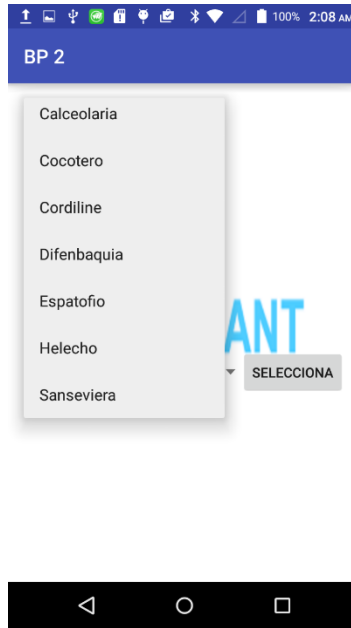 100% 2:08 AM
BP 2
Calceolaria
Cocotero
Cordiline
Difenbaquia
Espatofio
Helecho
ANT
SELECCIONA
Sanseviera